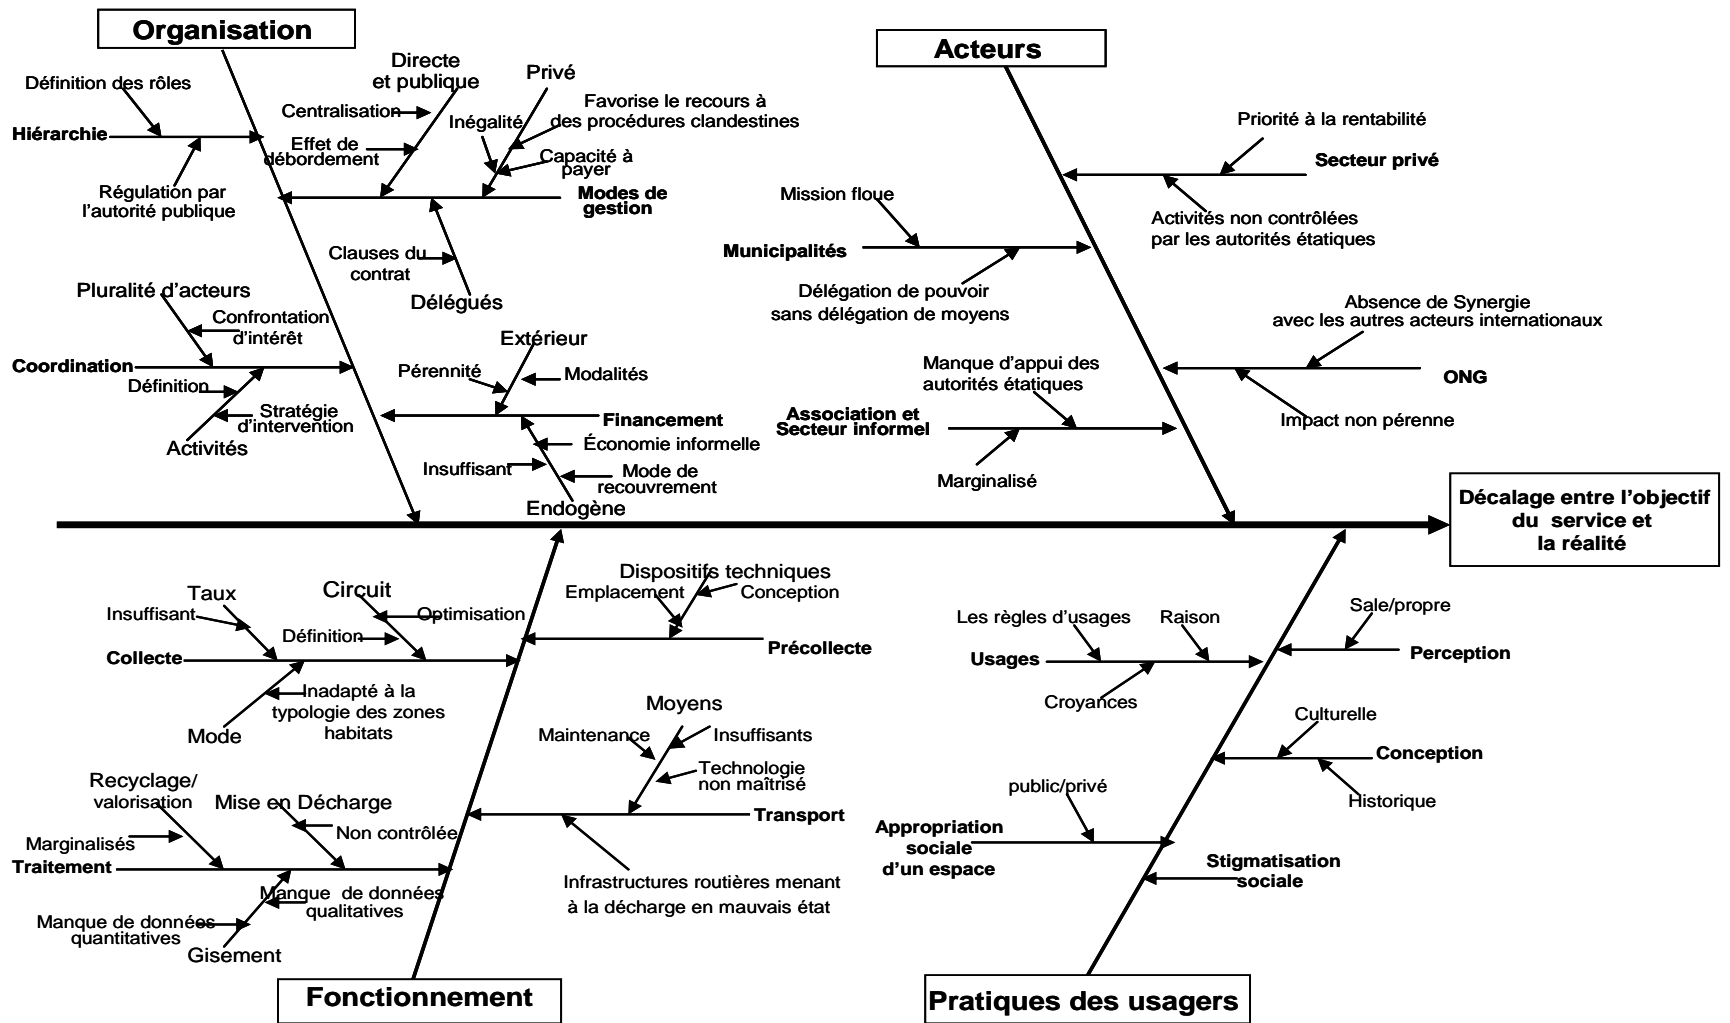 Organisation
Définition des rôles
Hiérarchie
Régulation par
l’autorité publique
Directe
et publique
Centralisation
Effet de
débordement
Privé
Favorise le recours à
des procédures clandestines
Inégalité
Capacité à
payer
Modes de
gestion
Clauses du
contrat
Délégués
Pluralité d’acteurs
Confrontation
d’intérêt
Coordination
Définition
Stratégie
d’intervention
Activités
Extérieur
Pérennité
Modalités
Financement
Économie informelle
Insuffisant
Mode de
recouvrement
Endogène
Acteurs
Priorité à la rentabilité
Secteur privé
Activités non contrôlées
par les autorités étatiques
Mission floue
Municipalités
Délégation de pouvoir
sans délégation de moyens
Absence de Synergie
avec les autres acteurs internationaux
ONG
Impact non pérenne
Manque d’appui des
autorités étatiques
Association et
Secteur informel
Marginalisé
Décalage entre l’objectif
du service et
la réalité
Taux
Insuffisant
Circuit
Optimisation
Définition
Collecte
Inadapté à la
typologie des zones
habitats
Mode
Dispositifs techniques
Emplacement
Conception
Précollecte
Moyens
Maintenance
Insuffisants
Technologie
non maîtrisé
Transport
Infrastructures routières menant
à la décharge en mauvais état
Recyclage/
valorisation
Marginalisés
Mise en Décharge
Non contrôlée
Traitement
Manque de données
qualitatives
Manque de données
quantitatives
Gisement
Fonctionnement
Les règles d’usages
Raison
Usages
Croyances
Sale/propre
Perception
Culturelle
Conception
Historique
public/privé
Appropriation
sociale
d’un espace
Stigmatisation
sociale
Pratiques des usagers